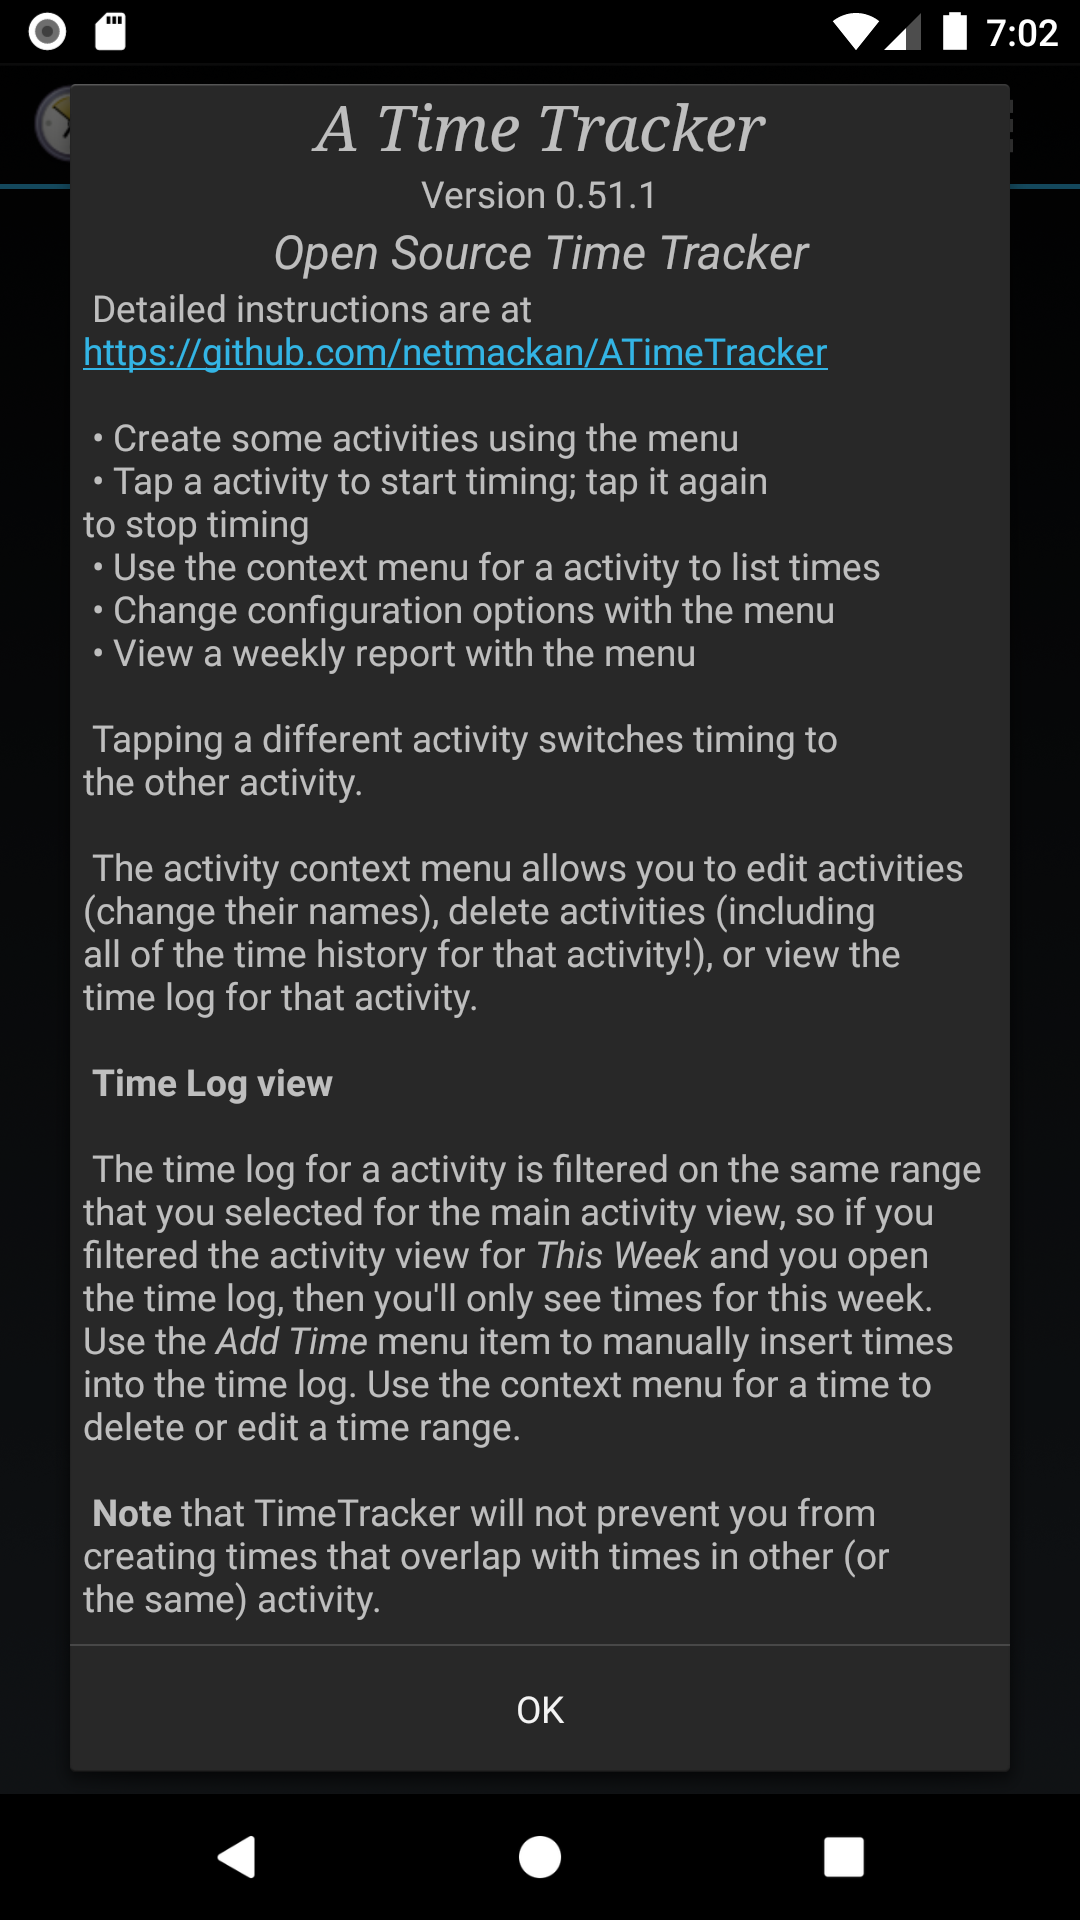 7:02
A Time Tracker
Version 0.51.1
Open Source Time Tracker
Detailed instructions are at
https://github.com/netmackan/ATimeTracker
• Create some activities using the menu
• Tap a activity to start timing; tap it again
to stop timing
• Use the context menu for a activity to list times
• Change configuration options with the menu
• View a weekly report with the menu
Tapping a different activity switches timing to
the other activity.
The activity context menu allows you to edit activities
(change their names), delete activities (including
all of the time history for that activity!), or view the
time log for that activity.
Time Log view
The time log for a activity is filtered on the same range
that you selected for the main activity view, so if you
filtered the activity view for This Week and you open
the time log, then you'll only see times for this week.
Use the Add Time menu item to manually insert times
into the time log. Use the context menu for a time to
delete or edit a time range.
Note that TimeTracker will not prevent you from
creating times that overlap with times in other (or
the same) activity.
OK